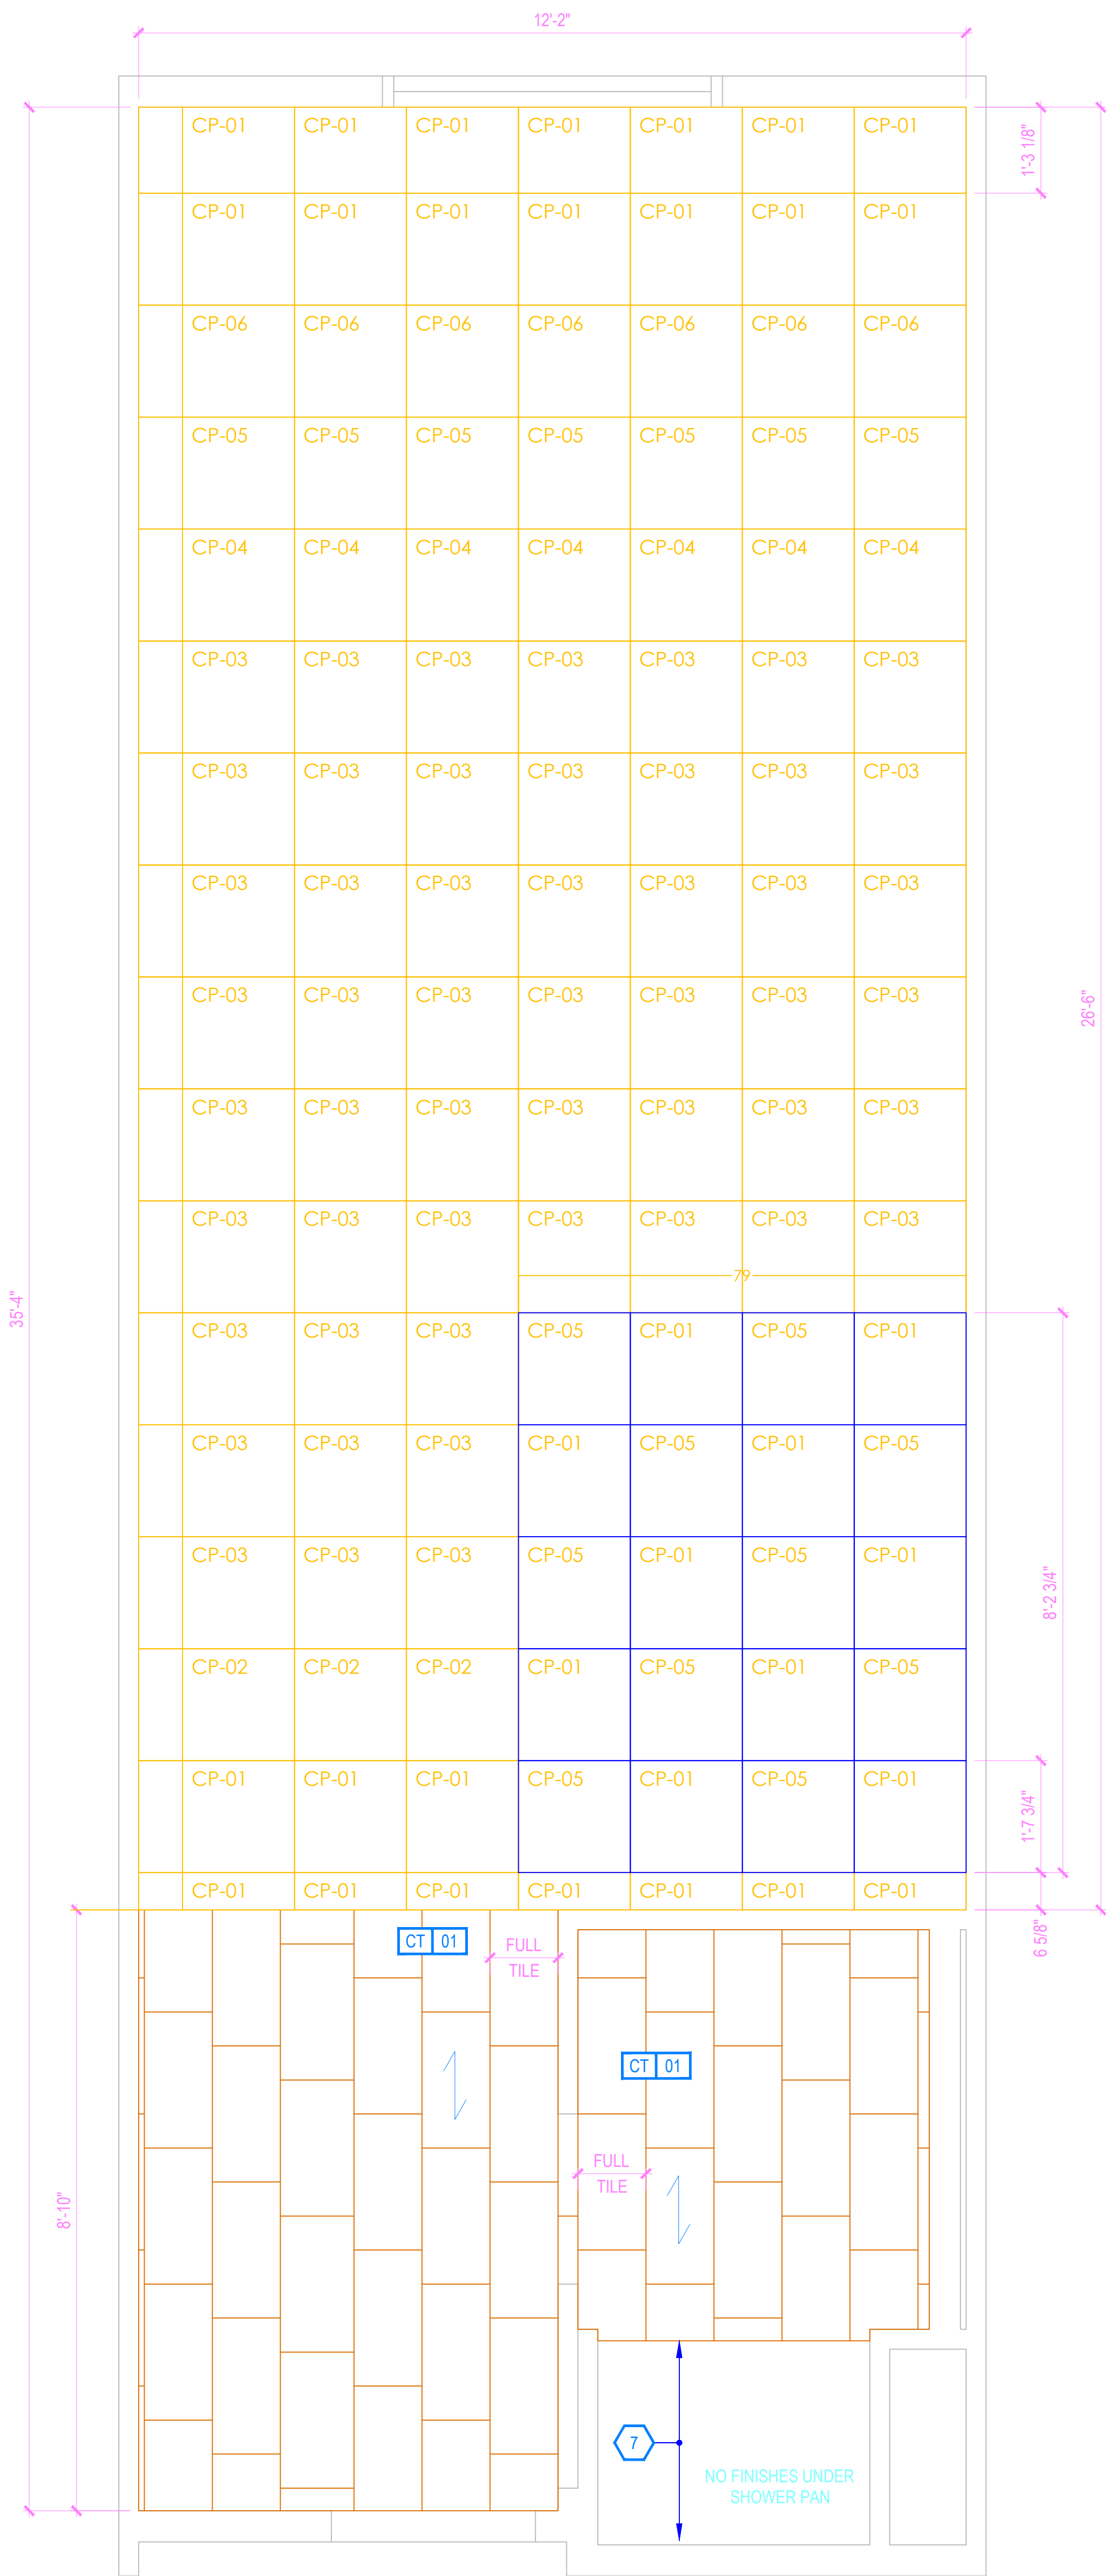 12'-2"
CP-01 CP-01 CP-01 CP-01 CP-01 CP-01 CP-01
1'-3 1/8"
CP-01 CP-01 CP-01 CP-01 CP-01 CP-01 CP-01
CP-06 CP-06 CP-06 CP-06 CP-06 CP-06 CP-06
CP-05 CP-05 CP-05 CP-05 CP-05 CP-05 CP-05
CP-04 CP-04 CP-04 CP-04 CP-04 CP-04 CP-04
CP-03 CP-03 CP-03 CP-03 CP-03 CP-03 CP-03
CP-03 CP-03 CP-03 CP-03 CP-03 CP-03 CP-03
CP-03 CP-03 CP-03 CP-03 CP-03 CP-03 CP-03
CP-03 CP-03 CP-03 CP-03 CP-03 CP-03 CP-03
26'-6"
CP-03 CP-03 CP-03 CP-03 CP-03 CP-03 CP-03
CP-03 CP-03 CP-03 CP-03 CP-03 CP-03 CP-03
79
35'-4"
CP-03 CP-03 CP-03 CP-05 CP-01 CP-05 CP-01
CP-03 CP-03 CP-03 CP-01 CP-05 CP-01 CP-05
CP-03 CP-03 CP-03 CP-05 CP-01 CP-05 CP-01
8'-2 3/4"
CP-02 CP-02 CP-02 CP-01 CP-05 CP-01 CP-05
CP-01 CP-01 CP-01 CP-05 CP-01 CP-05 CP-01
1'-7 3/4"
CP-01 CP-01 CP-01 CP-01 CP-01 CP-01 CP-01
6 5/8"
CT 01
FULL
TILE
CT 01
FULL
TILE
8'-10"
7
NO FINISHES UNDER
SHOWER PAN